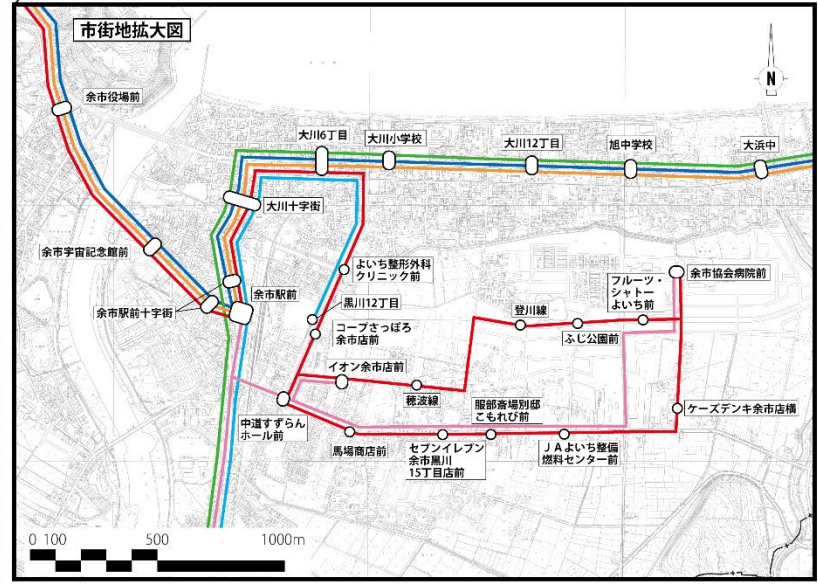 市街地拡大図
N
余市役場前
大川6丁目
大川小学校
大川12丁目
旭中学校
大浜中
大川十字街
余市宇宙記念館前
よいち整形外科
クリニック前
余市協会病院前
余市駅前十字街
余市駅前
黒川12丁目
フルーツ・
シャトー
よいち前
登川線
コープさっぽろ
余市店前
ふじ公園前
イオン余市店前
穂波線
服部斎場別邸
こもれび前
ケーズデンキ余市店横
中道すずらん
ホール前
馬場商店前
セブンイレブン
余市黒川
15丁目店前
JAよいち整備
燃料センター前
0 100 500 1000m